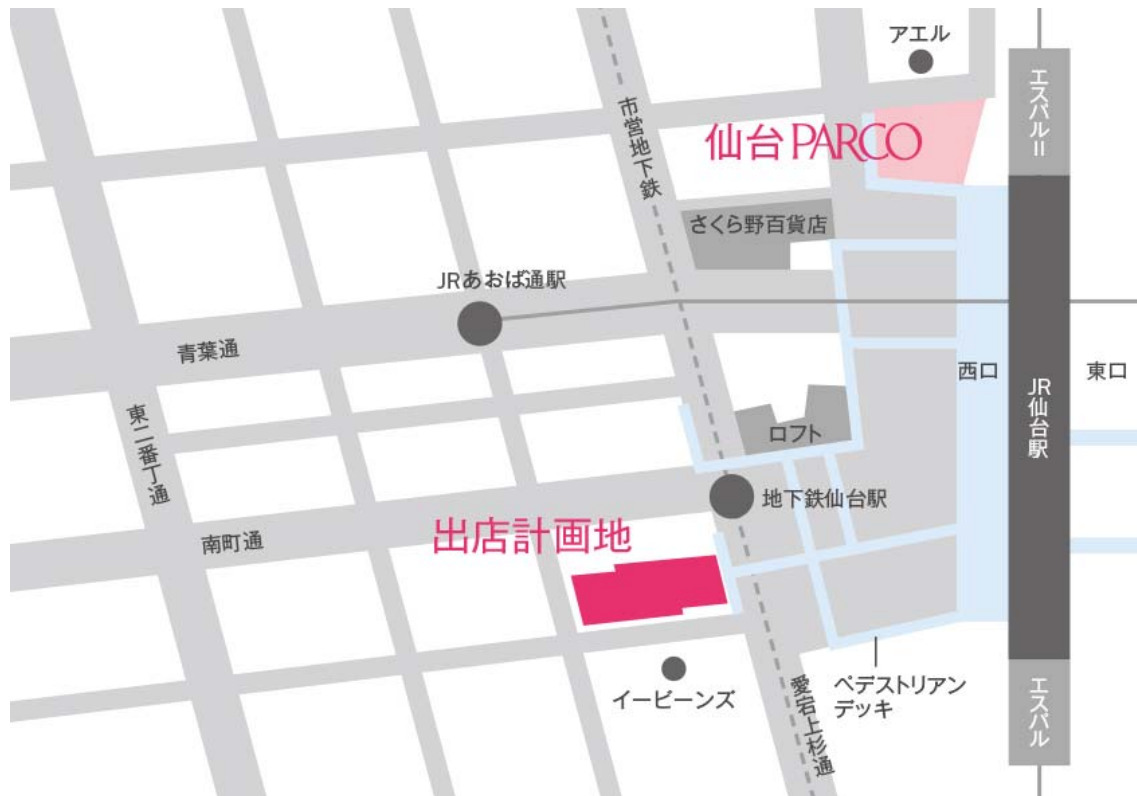 アエル
エスパルII
仙台PARCO
市営地下鉄
さくら野百貨店
JRあおば通駅
青葉通
西口
JR仙台駅
東口
東二番丁通
ロフト
地下鉄仙台駅
南町通
出店計画地
イービーンズ
愛宕上杉通
ペデストリアン
デッキ
エスパル